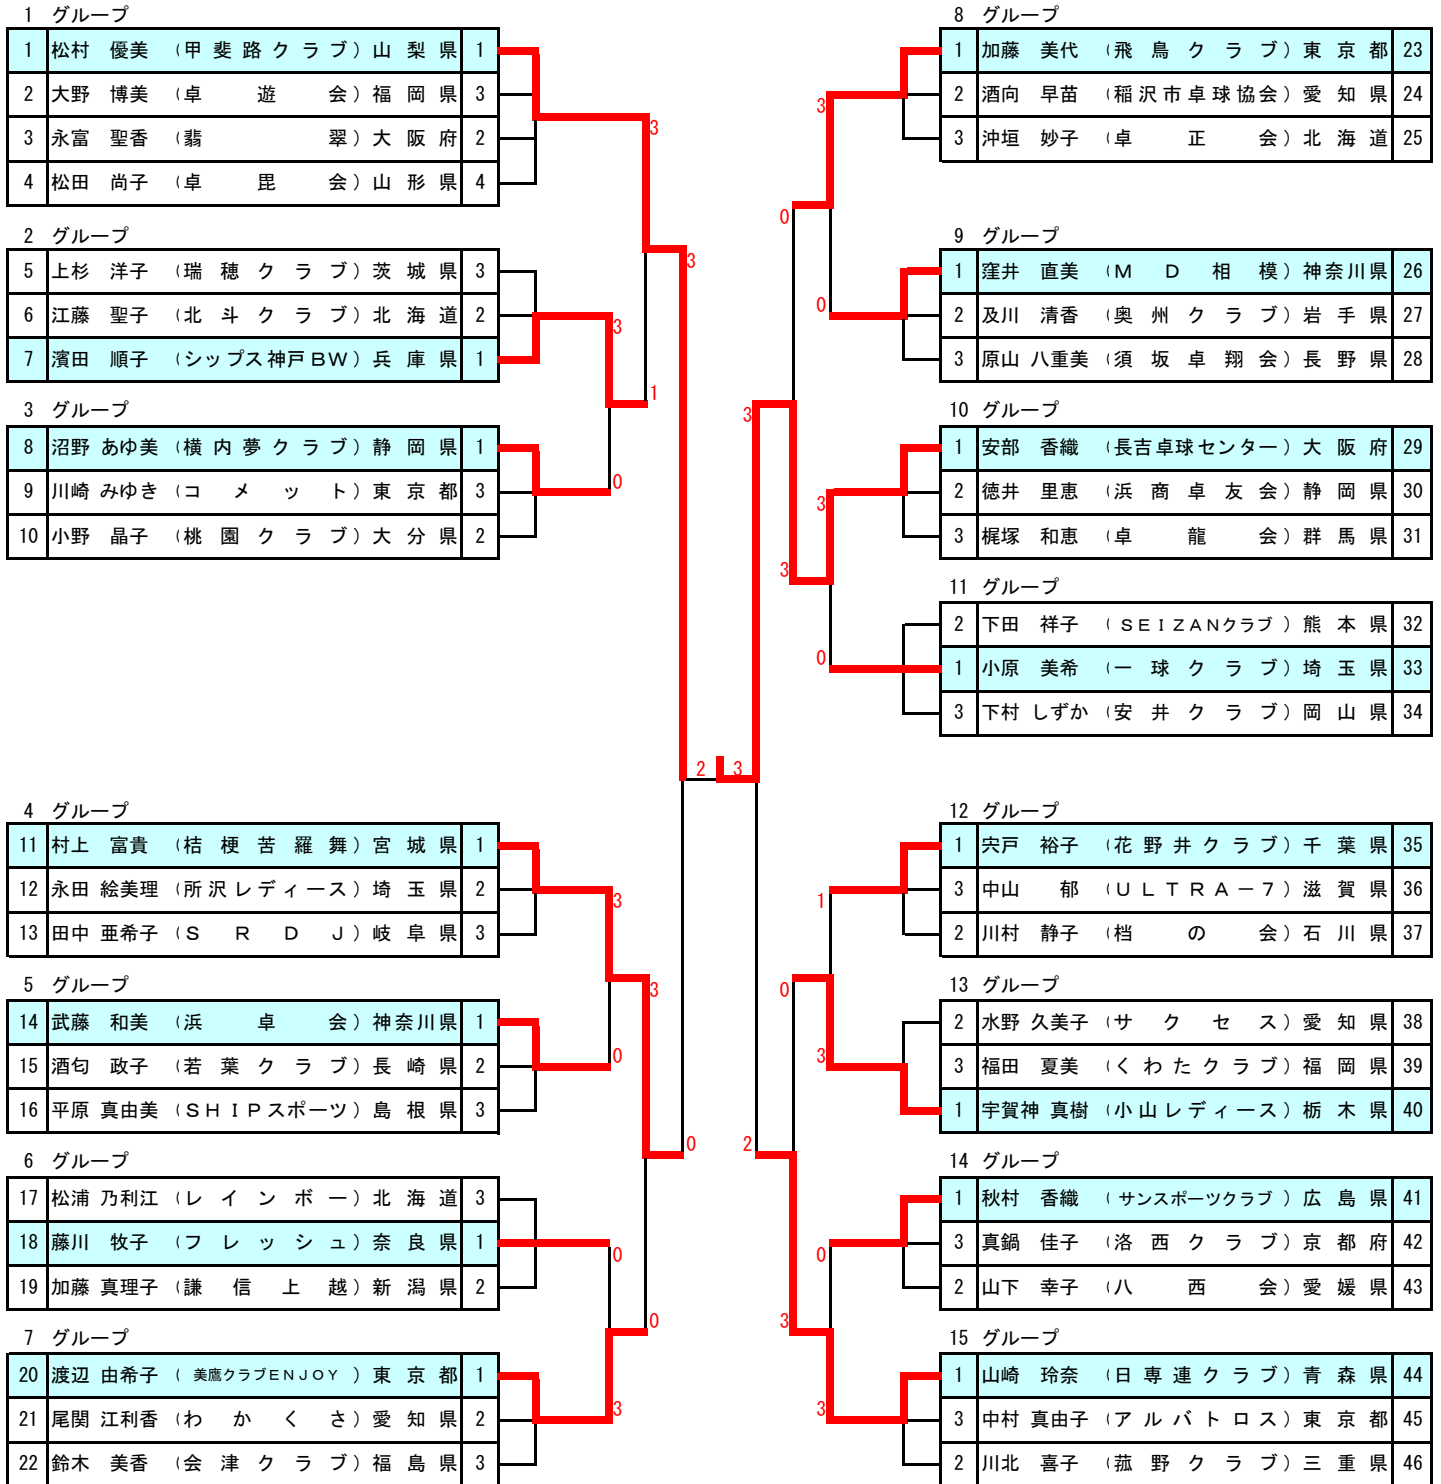 1 グループ
1 松村 優美 (甲斐路クラブ) 山梨県 1
2 大野 博美 (卓遊会) 福岡県 3
3 永富 聖香 (翡翠) 大阪府 2
4 松田 尚子 (卓毘会) 山形県 4
2 グループ
5 上杉 洋子 (瑞穂クラブ) 茨城県 3
6 江藤 聖子 (北斗クラブ) 北海道 2
7 濱田 順子 (シップス神戸BW) 兵庫県 1
3 グループ
8 沼野 あゆ美 (横内夢クラブ) 静岡県 1
9 川崎 みゆき (コメット) 東京都 3
10 小野 晶子 (桃園クラブ) 大分県 2
4 グループ
11 村上 富貴 (桔梗苦羅舞) 宮城県 1
12 永田 絵美理 (所沢レディース) 埼玉県 2
13 田中 亜希子 (SRDJ) 岐阜県 3
5 グループ
14 武藤 和美 (浜卓会) 神奈川県 1
15 酒匂 政子 (若葉クラブ) 長崎県 2
16 平原 真由美 (SHIPスポーツ) 島根県 3
6 グループ
17 松浦 乃利江 (レインボー) 北海道 3
18 藤川 牧子 (フレッシュ) 奈良県 1
19 加藤 真理子 (謙信上越) 新潟県 2
7 グループ
20 渡辺 由希子 (美鷹クラブENJOY) 東京都 1
21 尾関 江利香 (わかくさ) 愛知県 2
22 鈴木 美香 (会津クラブ) 福島県 3
3
3
3
1
0
2
3
3
0
0
0
0
3
3
0
0
3
3
3
0
1
0
3
2
0
3
3
8 グループ
1 加藤 美代 (飛鳥クラブ) 東京都 23
2 酒向 早苗 (稲沢市卓球協会) 愛知県 24
3 沖垣 妙子 (卓正会) 北海道 25
9 グループ
1 窪井 直美 (MD相模) 神奈川県 26
2 及川 清香 (奥州クラブ) 岩手県 27
3 原山 八重美 (須坂卓翔会) 長野県 28
10 グループ
1 安部 香織 (長吉卓球センター) 大阪府 29
2 徳井 里恵 (浜商卓友会) 静岡県 30
3 梶塚 和恵 (卓龍会) 群馬県 31
11 グループ
2 下田 祥子 (SEIZANクラブ) 熊本県 32
1 小原 美希 (一球クラブ) 埼玉県 33
3 下村 しずか (安井クラブ) 岡山県 34
12 グループ
1 宍戸 裕子 (花野井クラブ) 千葉県 35
3 中山 郁 (ULTRA－7) 滋賀県 36
2 川村 静子 (档の会) 石川県 37
13 グループ
2 水野 久美子 (サクセス) 愛知県 38
3 福田 夏美 (くわたクラブ) 福岡県 39
1 宇賀神 真樹 (小山レディース) 栃木県 40
14 グループ
1 秋村 香織 (サンスポーツクラブ) 広島県 41
3 真鍋 佳子 (洛西クラブ) 京都府 42
2 山下 幸子 (八西会) 愛媛県 43
15 グループ
1 山崎 玲奈 (日専連クラブ) 青森県 44
3 中村 真由子 (アルバトロス) 東京都 45
2 川北 喜子 (菰野クラブ) 三重県 46